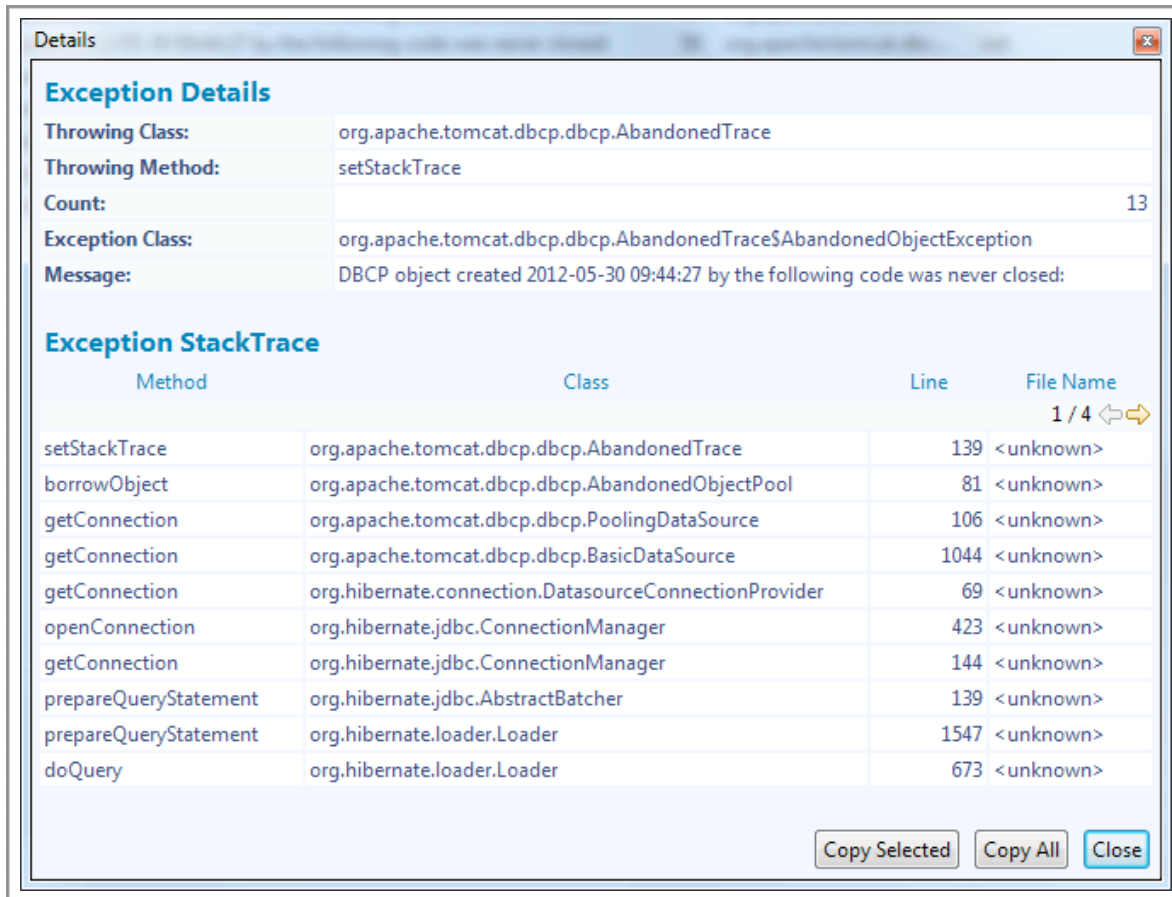 Details
by the following code was never closed
Exception Details
Throwing Class: org.apache.tomcat.dbcp.dbcp.AbandonedTrace
Throwing Method: setStackTrace
Count: 13
Exception Class: org.apache.tomcat.dbcp.dbcp.AbandonedTrace$AbandonedObjectException
Message: DBCP object created 2012-05-30 09:44:27 by the following code was never closed:
Exception StackTrace
Method Class Line File Name
1 / 4
setStackTrace org.apache.tomcat.dbcp.dbcp.AbandonedTrace 139 <unknown>
borrowObject org.apache.tomcat.dbcp.dbcp.AbandonedObjectPool 81 <unknown>
getConnection org.apache.tomcat.dbcp.dbcp.PoolingDataSource 106 <unknown>
getConnection org.apache.tomcat.dbcp.dbcp.BasicDataSource 1044 <unknown>
getConnection org.hibernate.connection.DatasourceConnectionProvider 69 <unknown>
openConnection org.hibernate.jdbc.ConnectionManager 423 <unknown>
getConnection org.hibernate.jdbc.ConnectionManager 144 <unknown>
prepareQueryStatement org.hibernate.jdbc.AbstractBatcher 139 <unknown>
prepareQueryStatement org.hibernate.loader.Loader 1547 <unknown>
doQuery org.hibernate.loader.Loader 673 <unknown>
Copy Selected Copy All Close